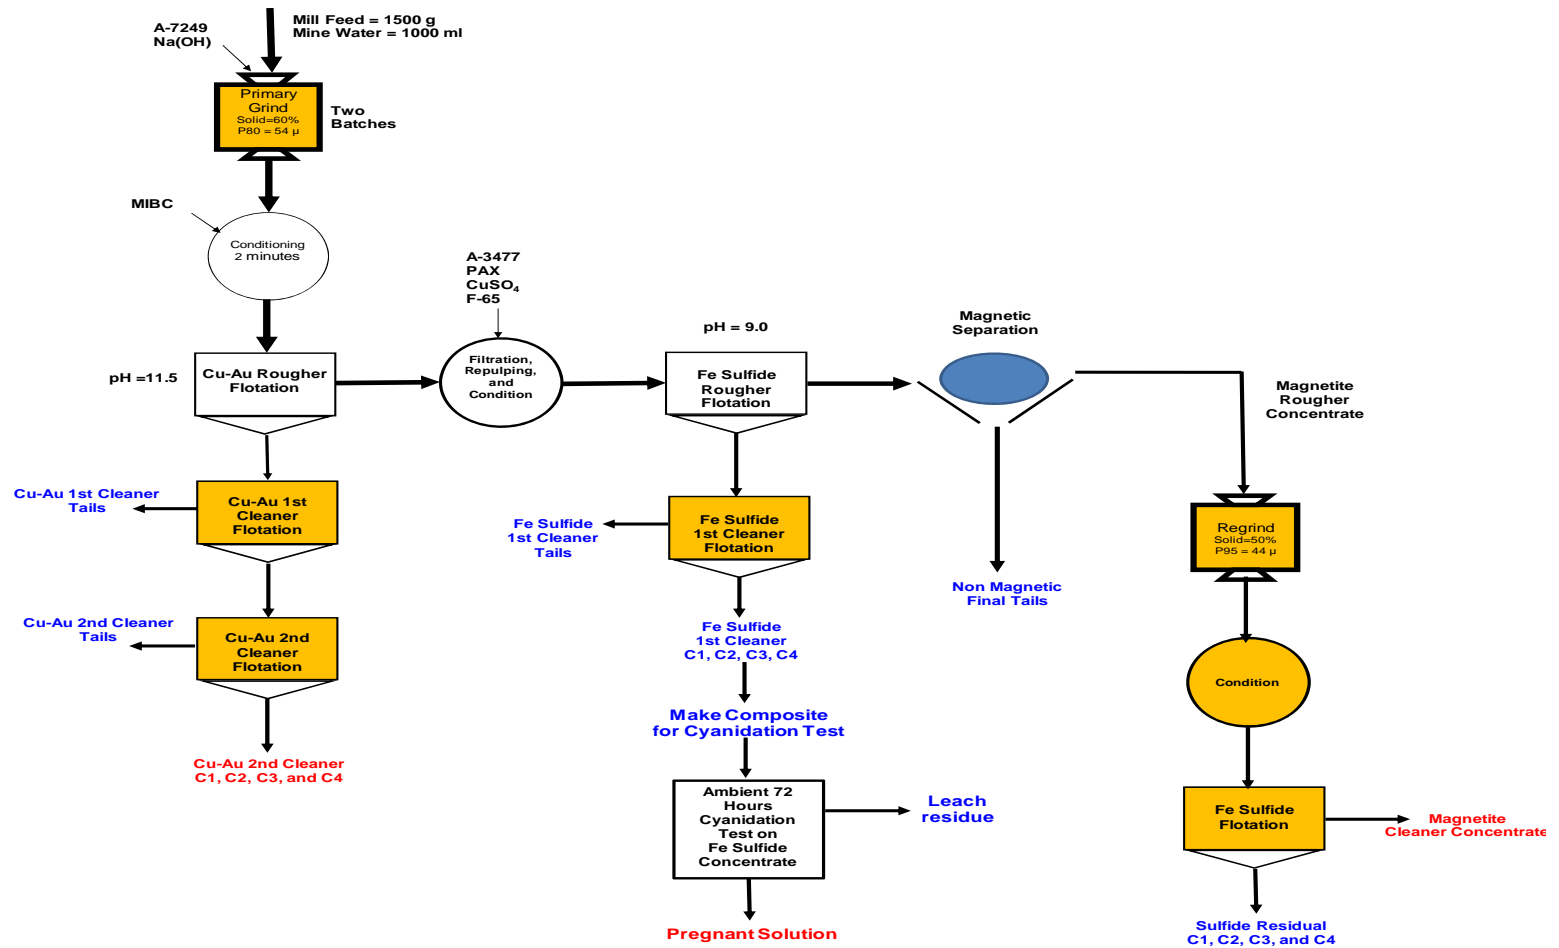 Mill Feed = 1500 g
Mine Water = 1000 ml
A-7249
Na(OH)
Primary
Grind
Solid=60%
P80 = 54 µ
Two
Batches
MIBC
Conditioning
2 minutes
A-3477
PAX
CuSO₄
F-65
pH =11.5
Cu-Au Rougher
Flotation
Filtration,
Repulping,
and
Condition
pH = 9.0
Fe Sulfide
Rougher
Flotation
Magnetic
Separation
Magnetite
Rougher
Concentrate
Cu-Au 1st Cleaner
Tails
Cu-Au 1st
Cleaner
Flotation
Fe Sulfide
1st Cleaner
Tails
Fe Sulfide
1st Cleaner
Flotation
Non Magnetic
Final Tails
Regrind
Solid=50%
P95 = 44 µ
Cu-Au 2nd Cleaner
Tails
Cu-Au 2nd
Cleaner
Flotation
Fe Sulfide
1st Cleaner
C1, C2, C3, C4
Condition
Make Composite
for Cyanidation Test
Cu-Au 2nd Cleaner
C1, C2, C3, and C4
Ambient 72
Hours
Cyanidation
Test on
Fe Sulfide
Concentrate
Leach
residue
Fe Sulfide
Flotation
Magnetite
Cleaner Concentrate
Pregnant Solution
Sulfide Residual
C1, C2, C3, and C4